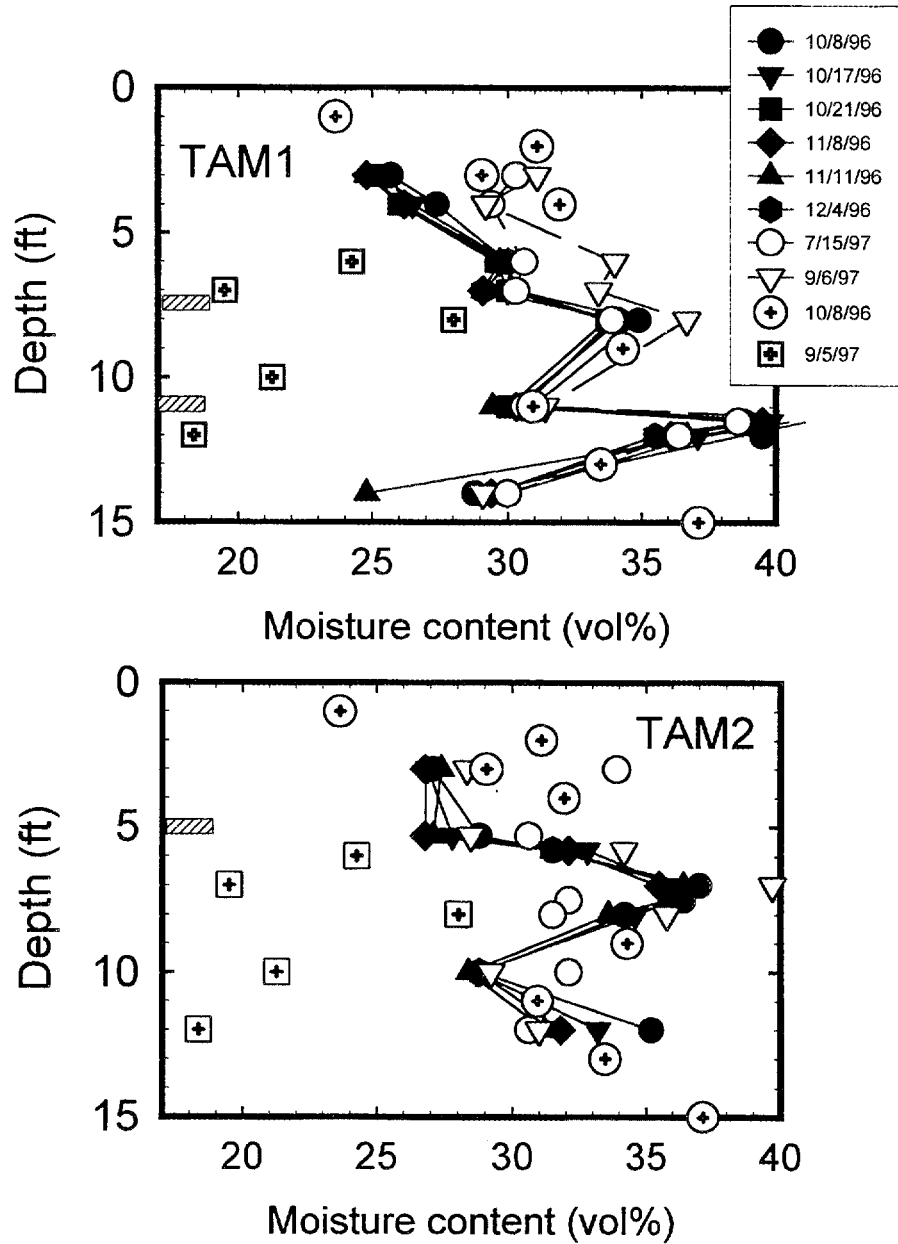 10/8/96
10/17/96
10/21/96
11/8/96
11/11/96
12/4/96
7/15/97
9/6/97
10/8/96
9/5/97
TAM1
0
5
10
15
Depth (ft)
20 25 30 35 40
Moisture content (vol%)
TAM2
0
5
10
15
Depth (ft)
20 25 30 35 40
Moisture content (vol%)